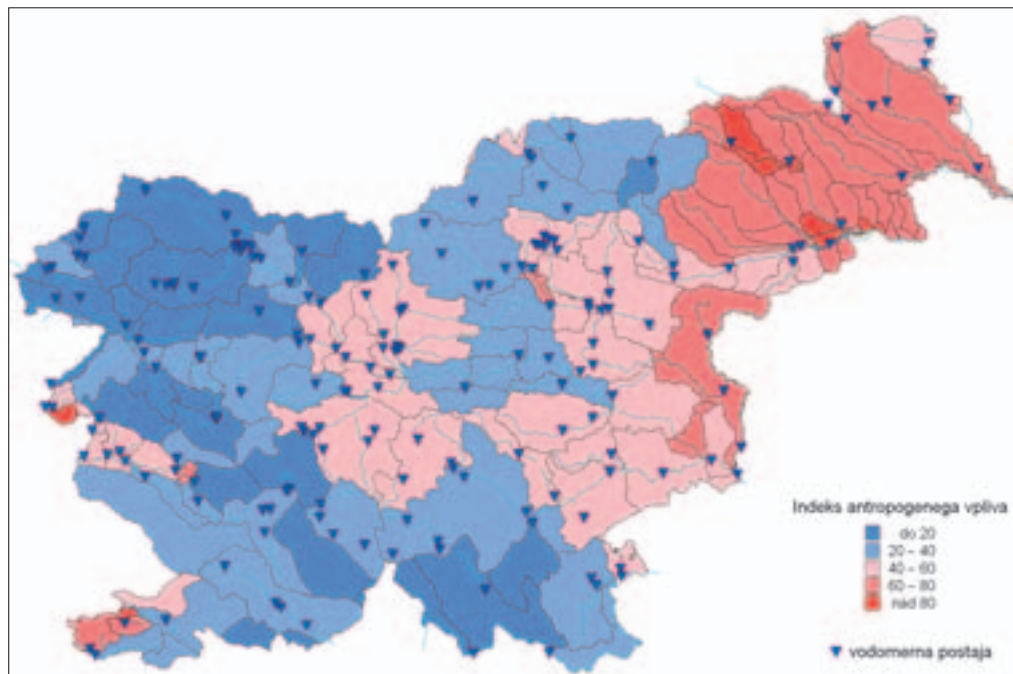 Indeks antropogenega vpliva
do 20
20 – 40
40 – 60
60 – 80
nad 80
vodomerna postaja